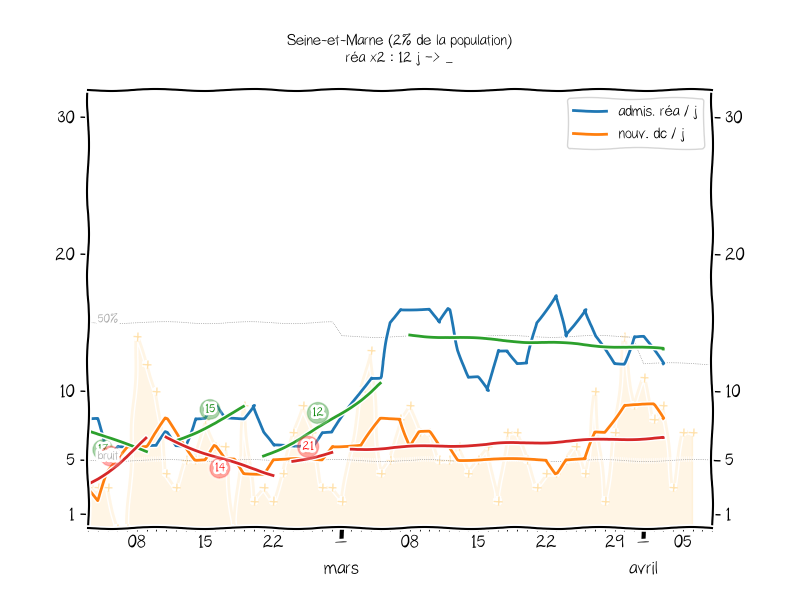 Seine-et-Marne (2% de la population)
réa x2 : 12 j -> _
admis. réa / j
nouv. dc / j
30 30
20 20
50%
10 10
15 12 21 14
bruit
5 5
1 1
08 15 22 1 08 15 22 29 1 05
mars avril